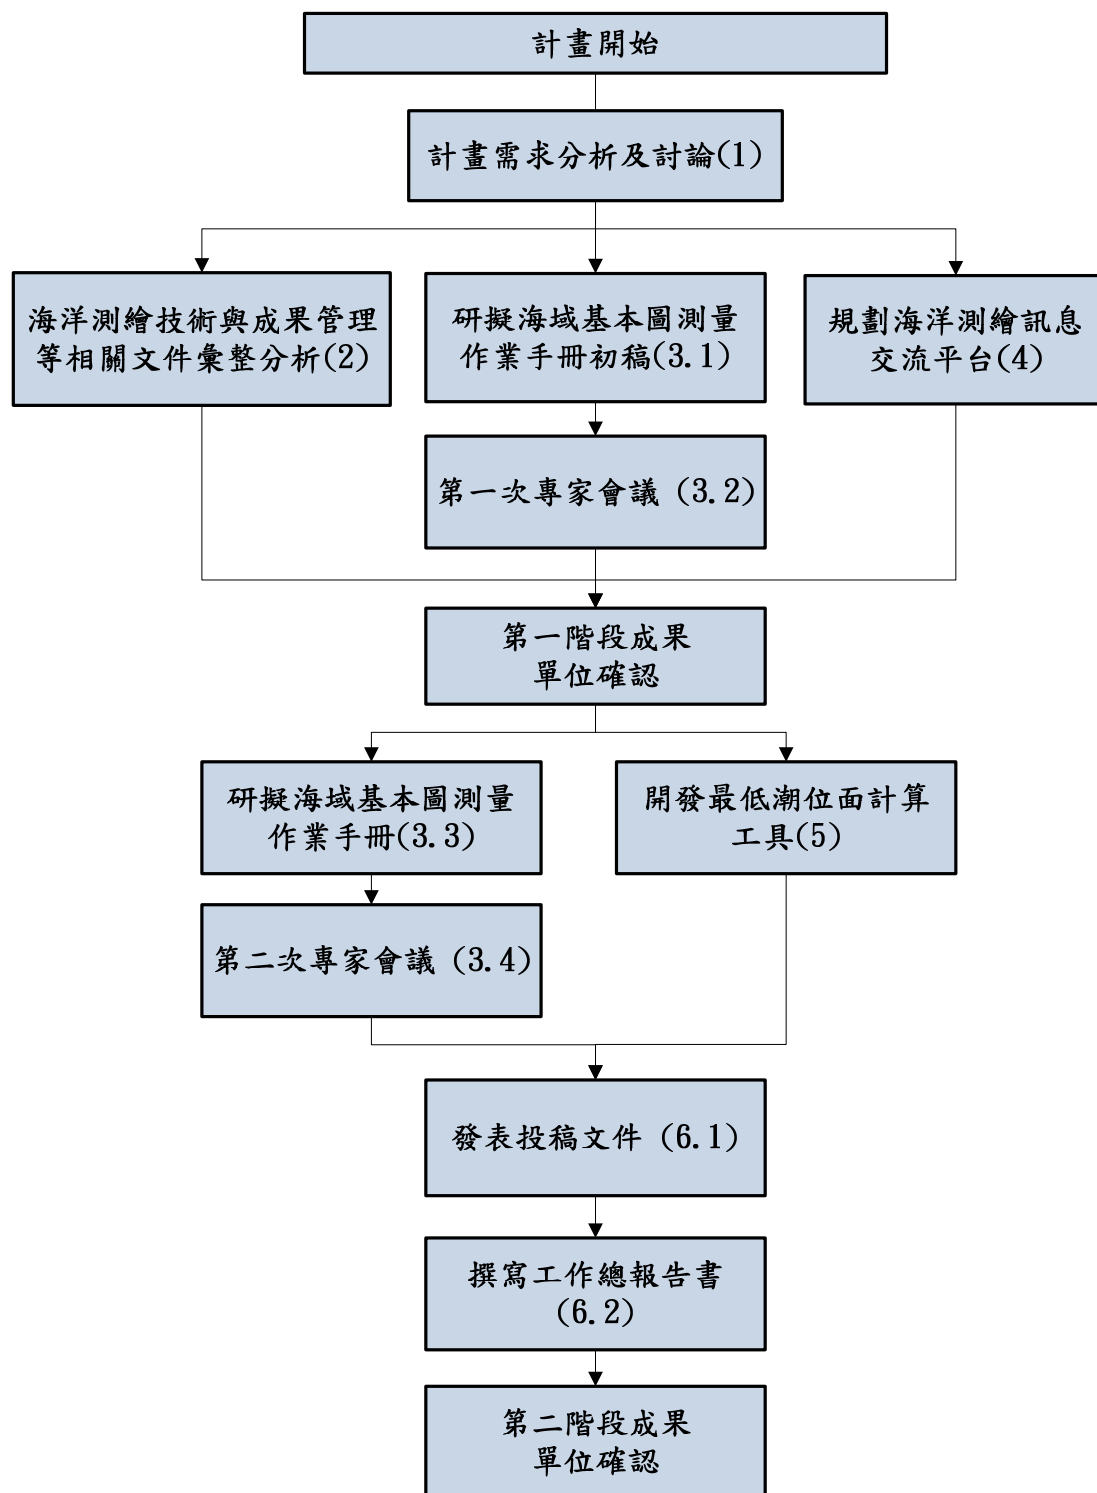 計畫開始
計畫需求分析及討論(1)
海洋測繪技術與成果管理
等相關文件彙整分析(2)
研擬海域基本圖測量
作業手冊初稿(3.1)
規劃海洋測繪訊息
交流平台(4)
第一次專家會議 (3.2)
第一階段成果
單位確認
研擬海域基本圖測量
作業手冊(3.3)
開發最低潮位面計算
工具(5)
第二次專家會議 (3.4)
發表投稿文件 (6.1)
撰寫工作總報告書
(6.2)
第二階段成果
單位確認